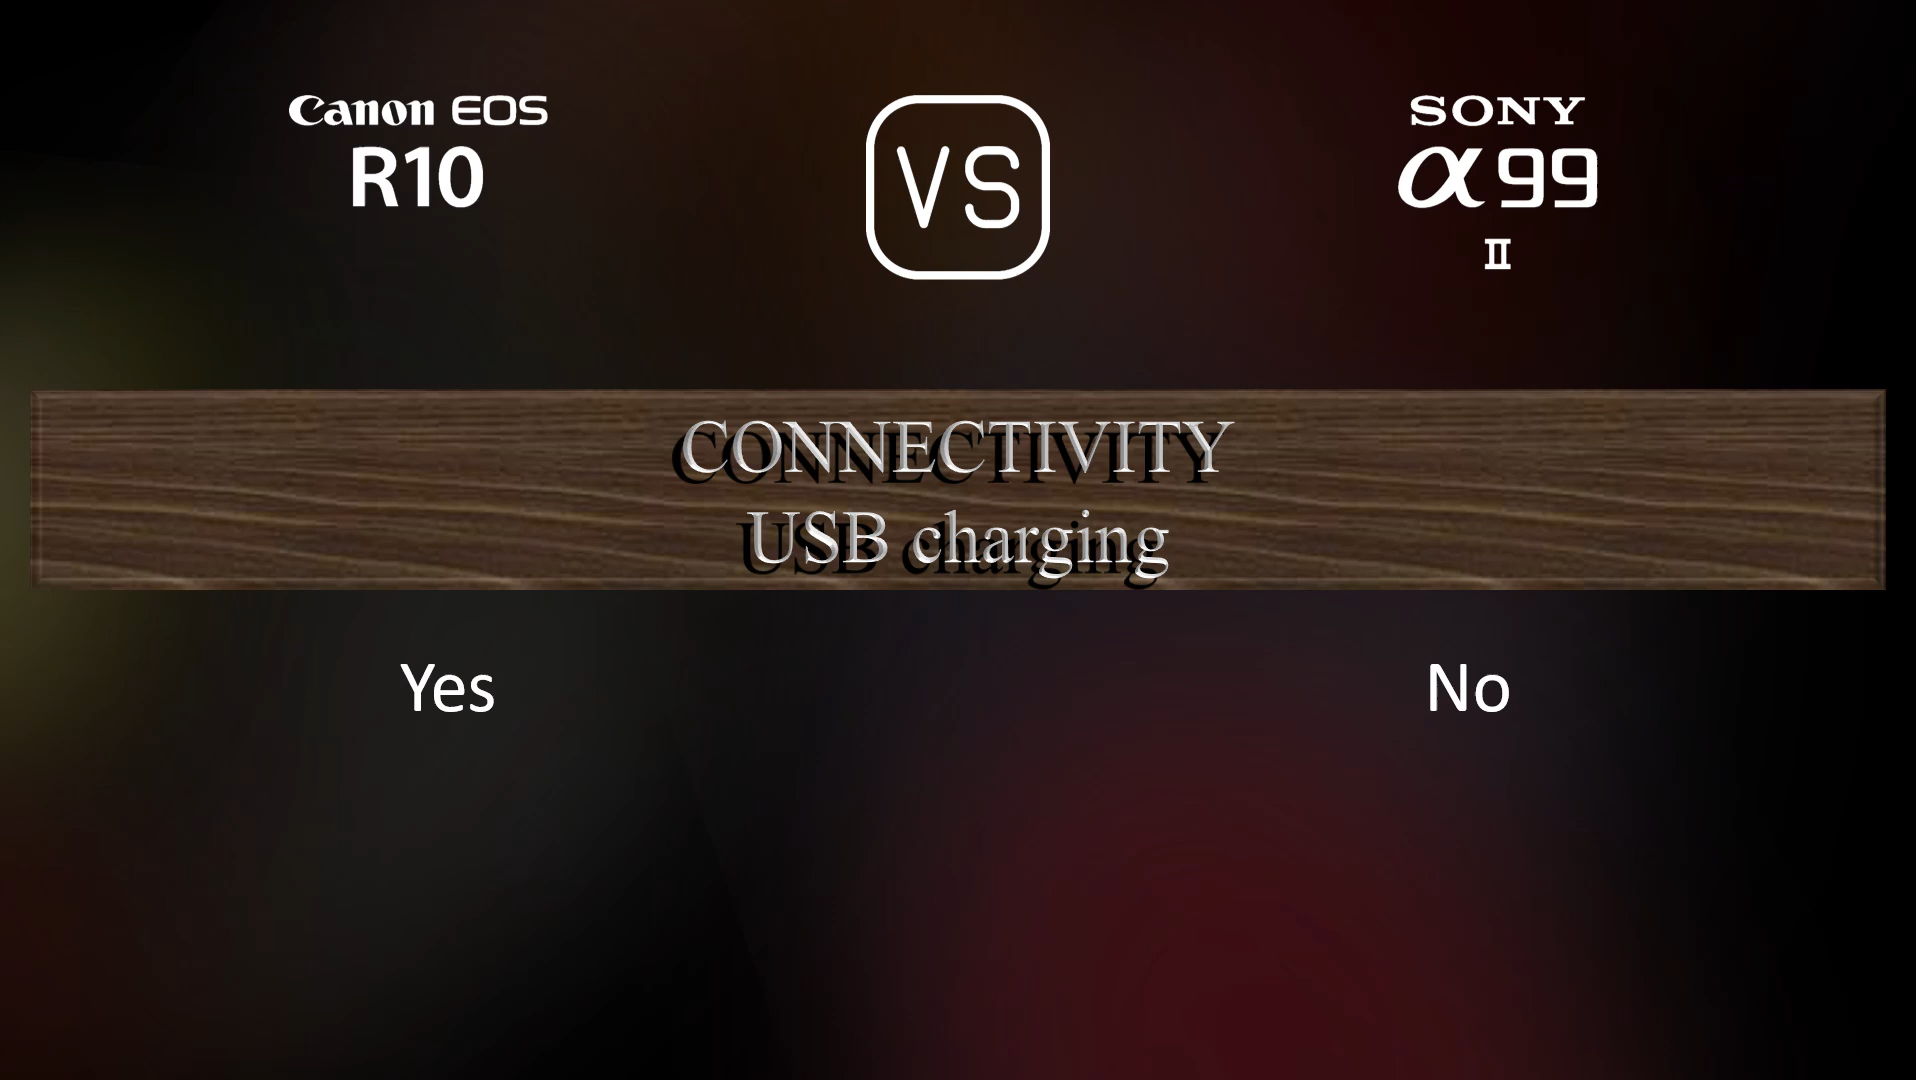 Canon EOS
R10
VS
SONY
α99
II
CONNECTIVITY
USB charging
Yes
No